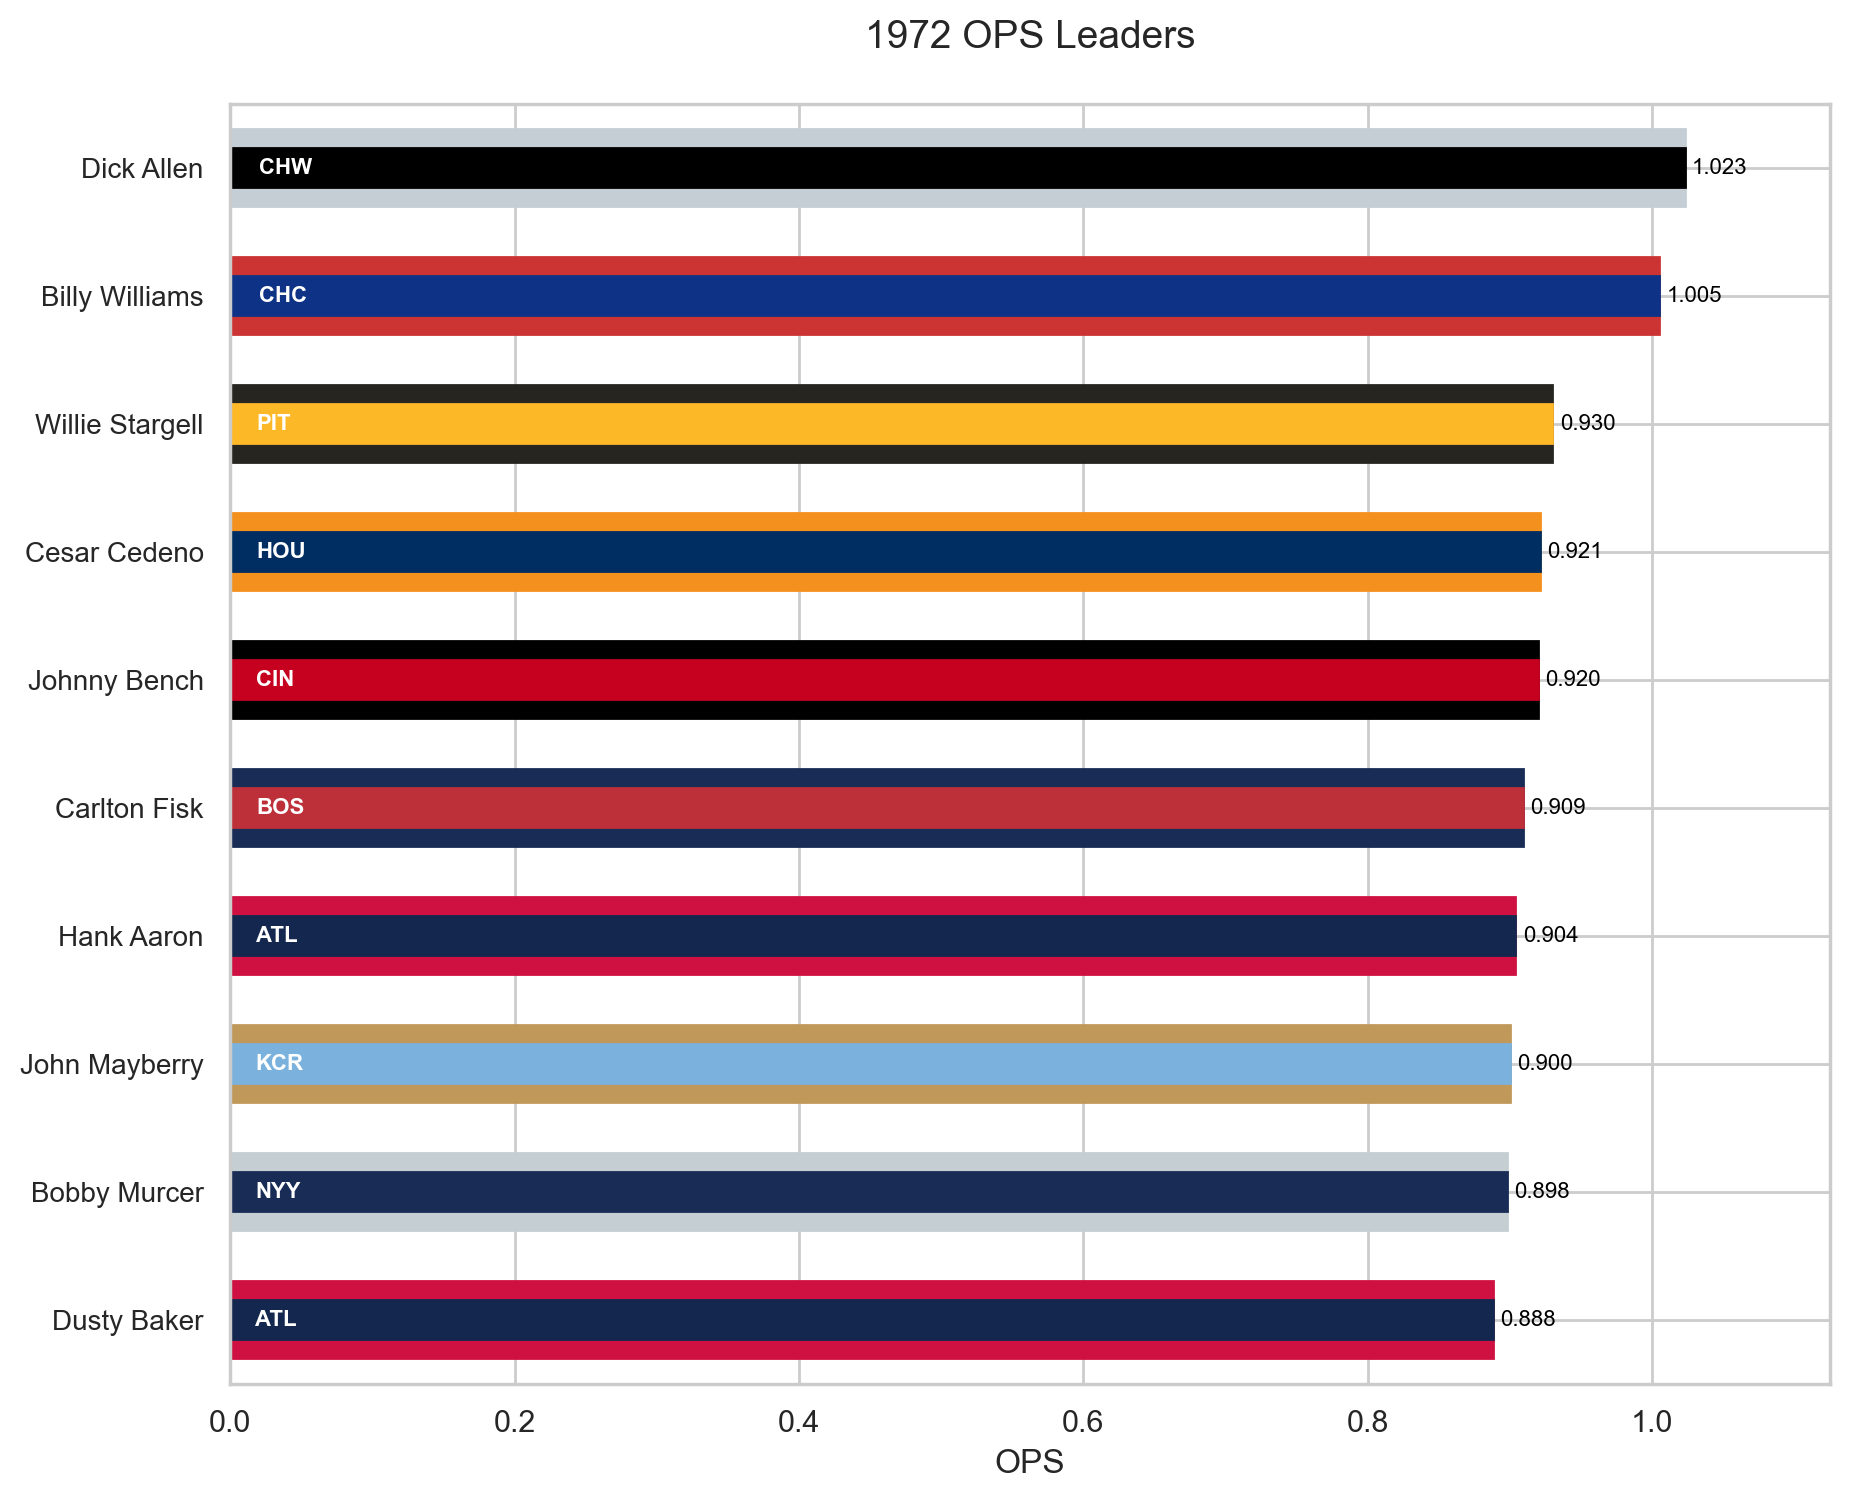 1972 OPS Leaders
Dick Allen
CHW
1.023
Billy Williams
CHC
1.005
Willie Stargell
PIT
0.930
Cesar Cedeno
HOU
0.921
Johnny Bench
CIN
0.920
Carlton Fisk
BOS
0.909
Hank Aaron
ATL
0.904
John Mayberry
KCR
0.900
Bobby Murcer
NYY
0.898
Dusty Baker
ATL
0.888
0.0 0.2 0.4 0.6 0.8 1.0
OPS